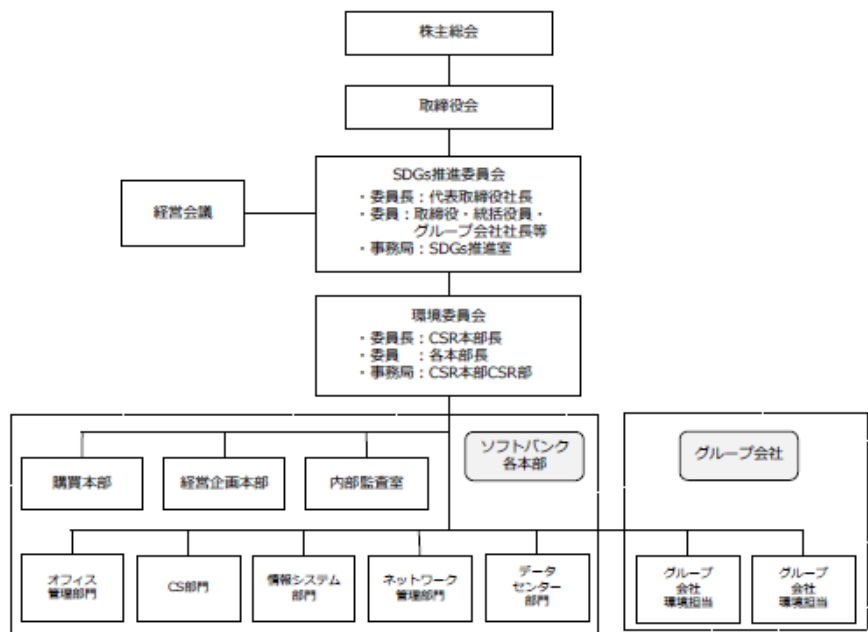 株主総会
取締役会
SDGs推進委員会
・委員長：代表取締役社長
・委員：取締役・統括役員・
グループ会社社長等
・事務局：SDGs推進室
経営会議
環境委員会
・委員長：CSR本部長
・委員　：各本部長
・事務局：CSR本部CSR部
ソフトバンク
各本部
グループ会社
購買本部
経営企画本部
内部監査室
オフィス
管理部門
CS部門
情報システム
部門
ネットワーク
管理部門
データ
センター
部門
グループ
会社
環境担当
グループ
会社
環境担当